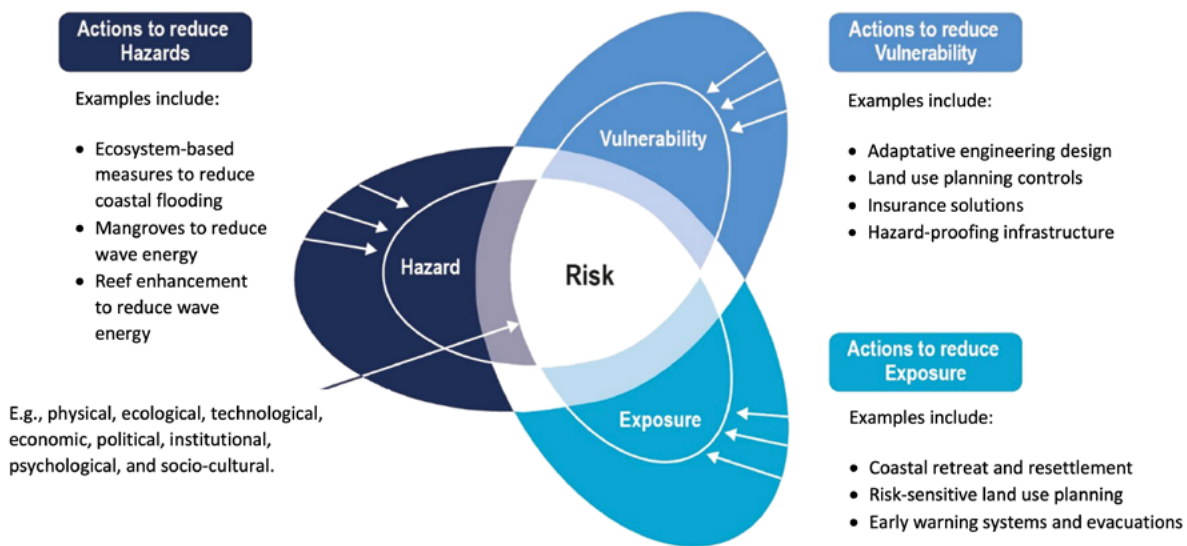 Actions to reduce
Hazards
Examples include:
• Ecosystem-based
measures to reduce
coastal flooding
• Mangroves to reduce
wave energy
• Reef enhancement
to reduce wave
energy
E.g., physical, ecological, technological,
economic, political, institutional,
psychological, and socio-cultural.
Hazard
Vulnerability
Risk
Exposure
Actions to reduce
Vulnerability
Examples include:
• Adaptative engineering design
• Land use planning controls
• Insurance solutions
• Hazard-proofing infrastructure
Actions to reduce
Exposure
Examples include:
• Coastal retreat and resettlement
• Risk-sensitive land use planning
• Early warning systems and evacuations